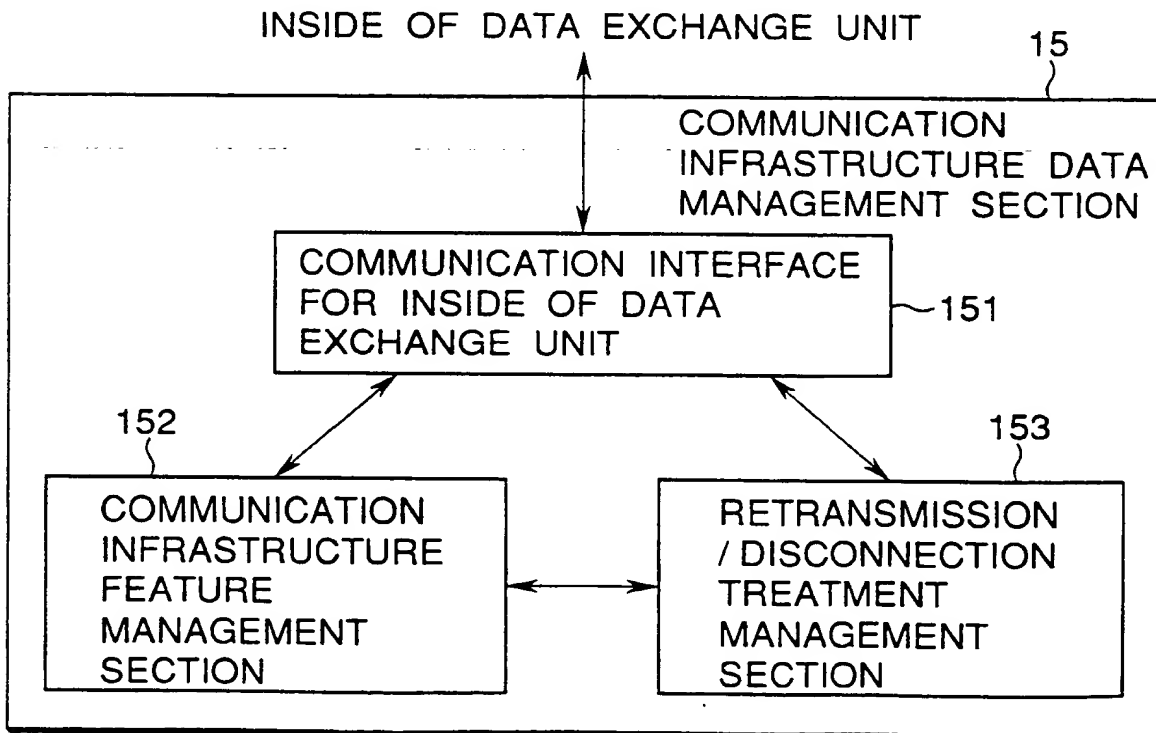 INSIDE OF DATA EXCHANGE UNIT
15
COMMUNICATION
INFRASTRUCTURE DATA
MANAGEMENT SECTION
COMMUNICATION INTERFACE
FOR INSIDE OF DATA
EXCHANGE UNIT
151
152
153
COMMUNICATION
INFRASTRUCTURE
FEATURE
MANAGEMENT
SECTION
RETRANSMISSION
/ DISCONNECTION
TREATMENT
MANAGEMENT
SECTION